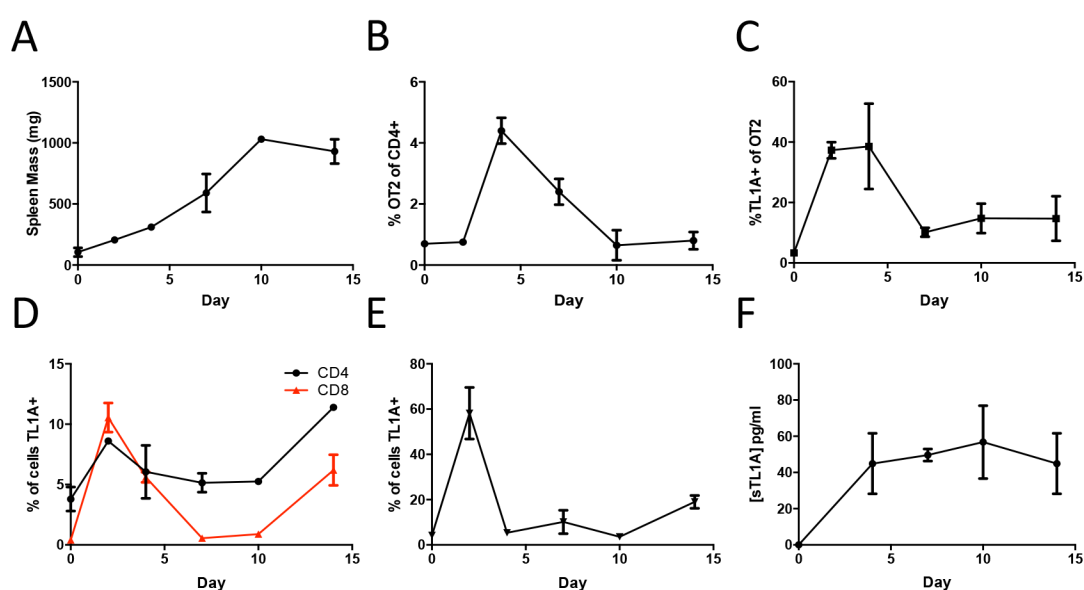 A
Spleen Mass (mg)
1500
1000
500
0
0 5 10 15
Day
B
% OT2 of CD4+
6
4
2
0
0 5 10 15
Day
C
%TL1A+ of OT2
60
40
20
0
0 5 10 15
Day
D
% of cells TL1A+
15
10
5
0
0 5 10 15
Day
CD4
CD8
E
% of cells TL1A+
80
60
40
20
0
0 5 10 15
Day
F
[sTL1A] pg/ml
100
80
60
40
20
0
0 5 10 15
Day